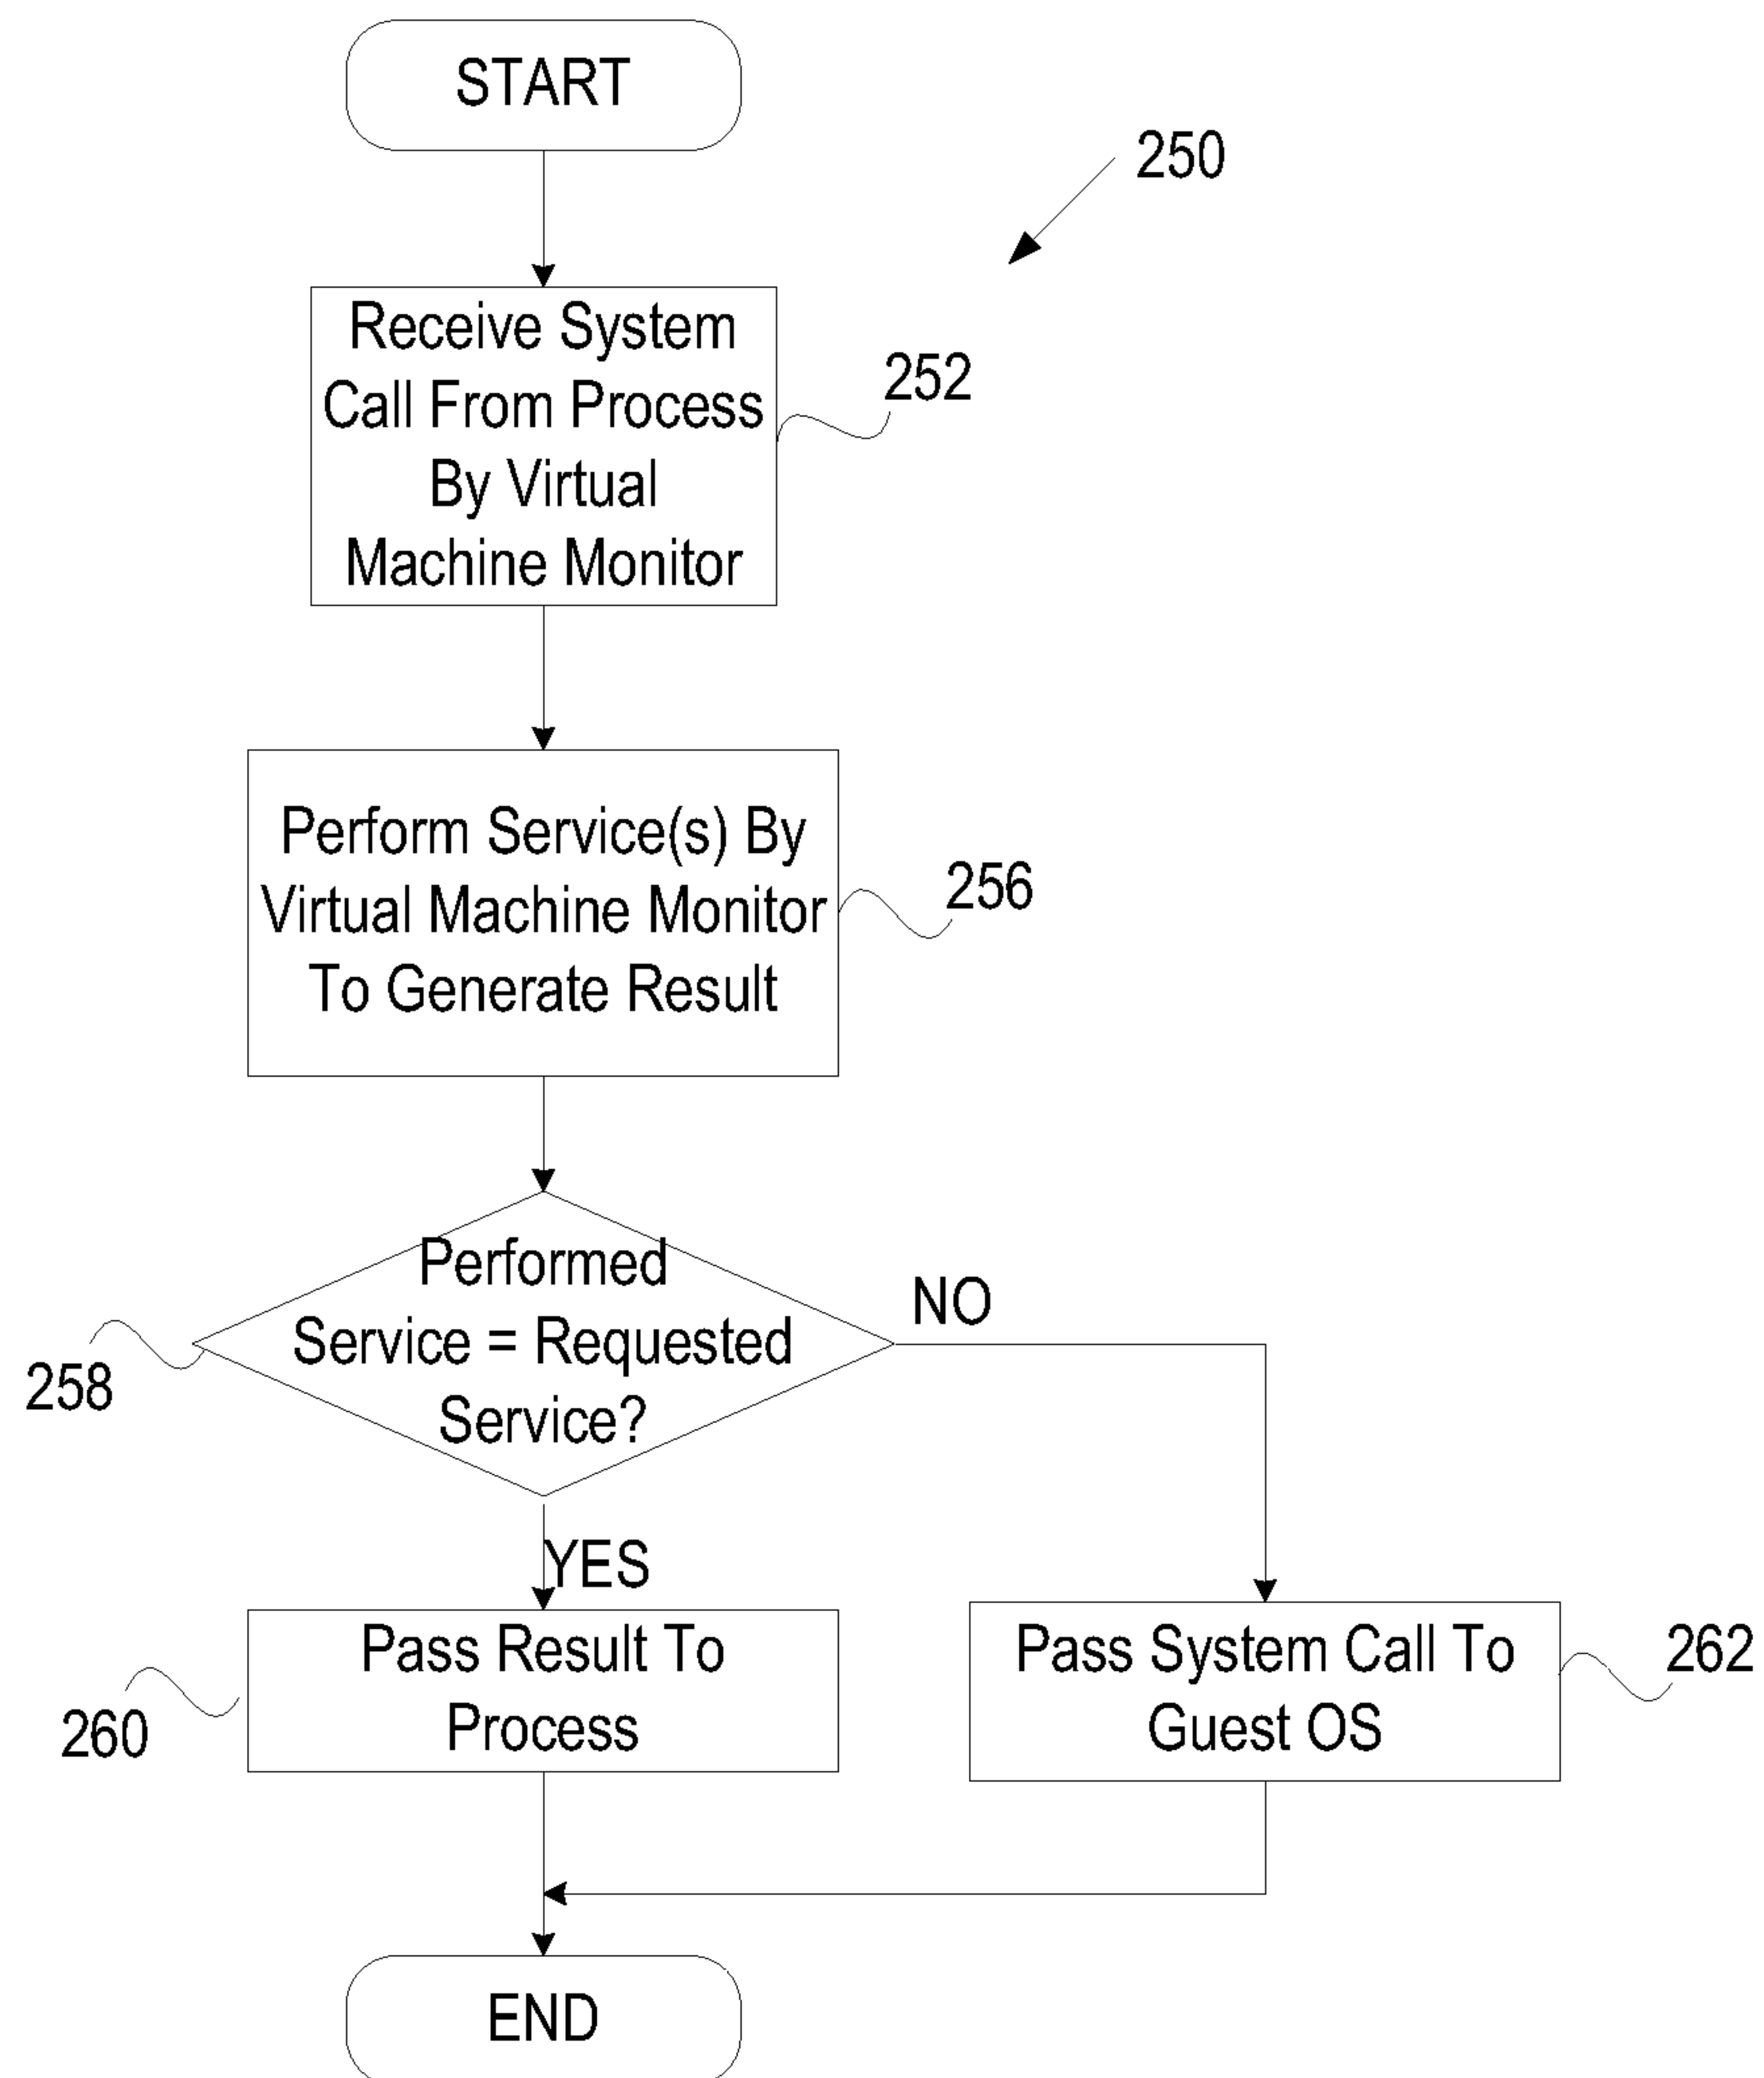 START
250
Receive System
Call From Process
By Virtual
Machine Monitor
252
Perform Service(s) By
Virtual Machine Monitor
To Generate Result
256
Performed
Service = Requested
Service?
258
NO
YES
Pass Result To
Process
260
Pass System Call To
Guest OS
262
END